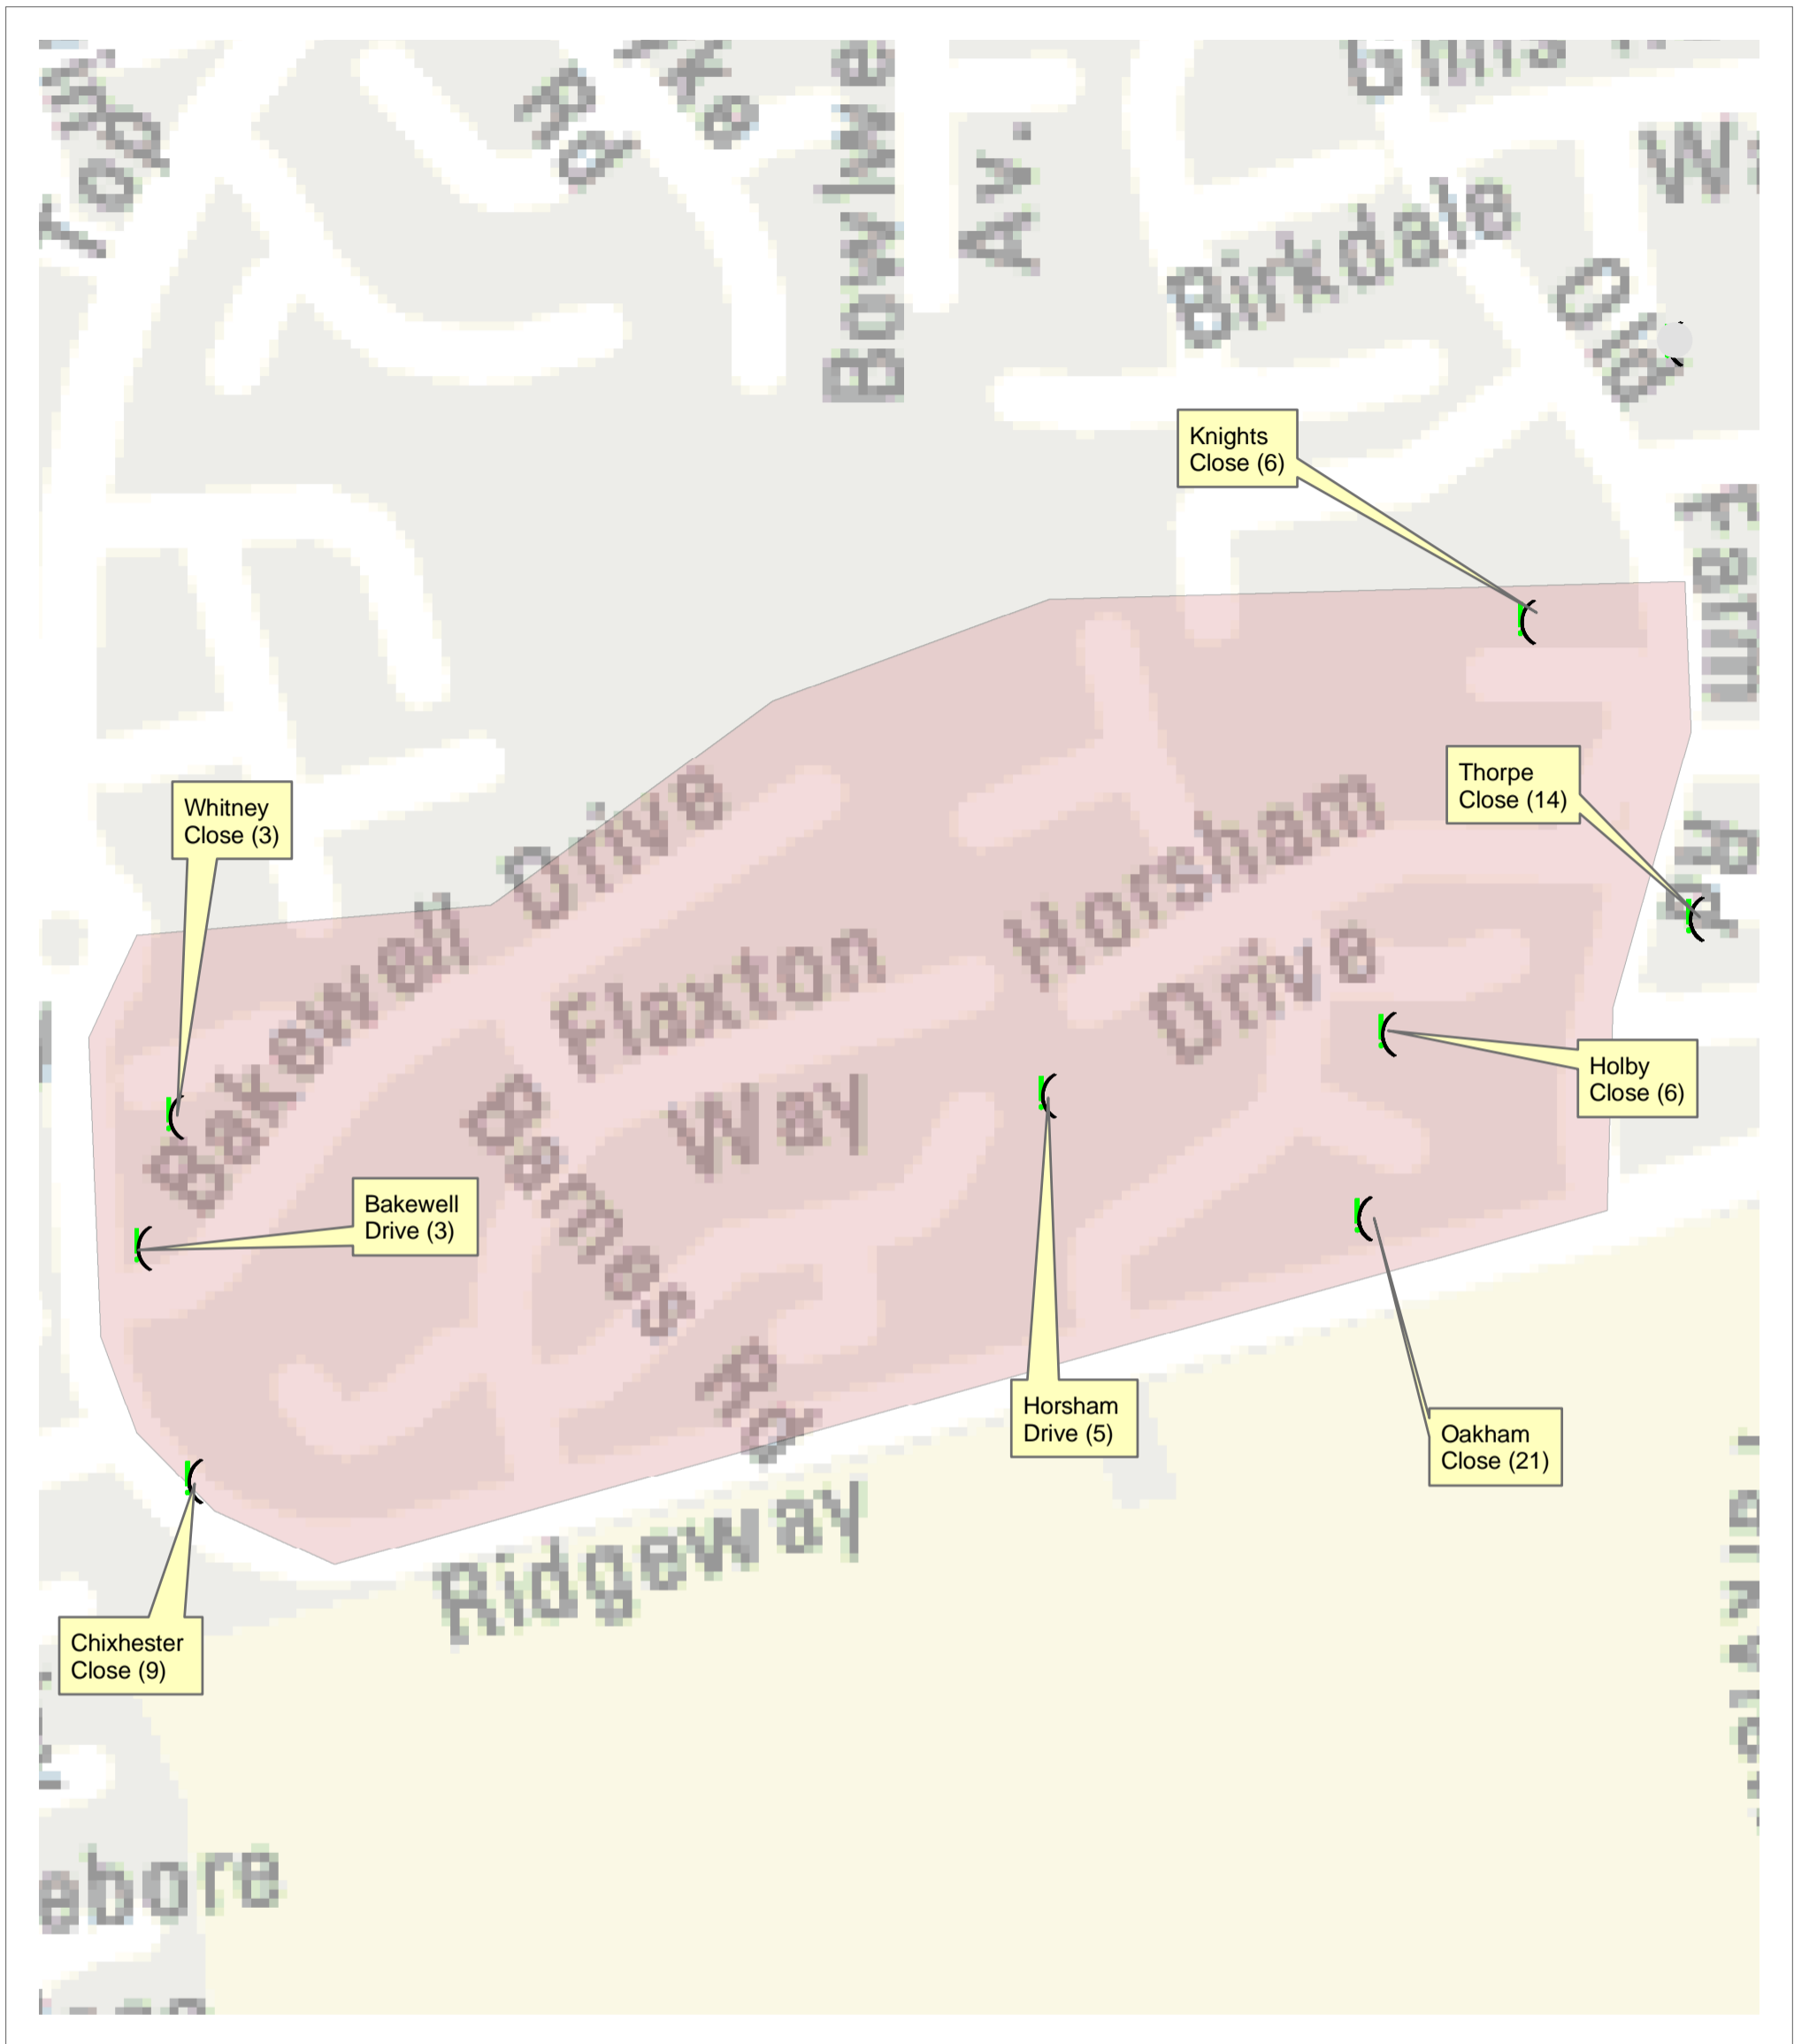 Top
Rd
Bowlwe
Av.
Birkdale
Old
Farm
Rd
Knights
Close (6)
Thorpe
Close (14)
Whitney
Close (3)
Bakewell Drive
Flaxton
Way
Horsham
Drive
Barnes
Rd
Holby
Close (6)
Bakewell
Drive (3)
Horsham
Drive (5)
Oakham
Close (21)
Ridgeway
Chixhester
Close (9)
ebore